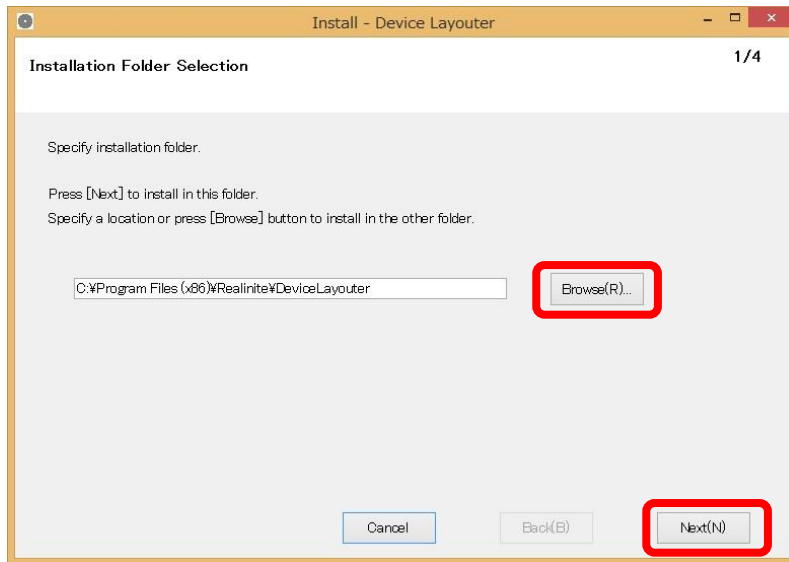 Install - Device Layouter
Installation Folder Selection
1/4
Specify installation folder.
Press [Next] to install in this folder.
Specify a location or press [Browse] button to install in the other folder.
C:¥Program Files (x86)¥Realinite¥DeviceLayouter
Browse(R)...
Cancel
Back(B)
Next(N)